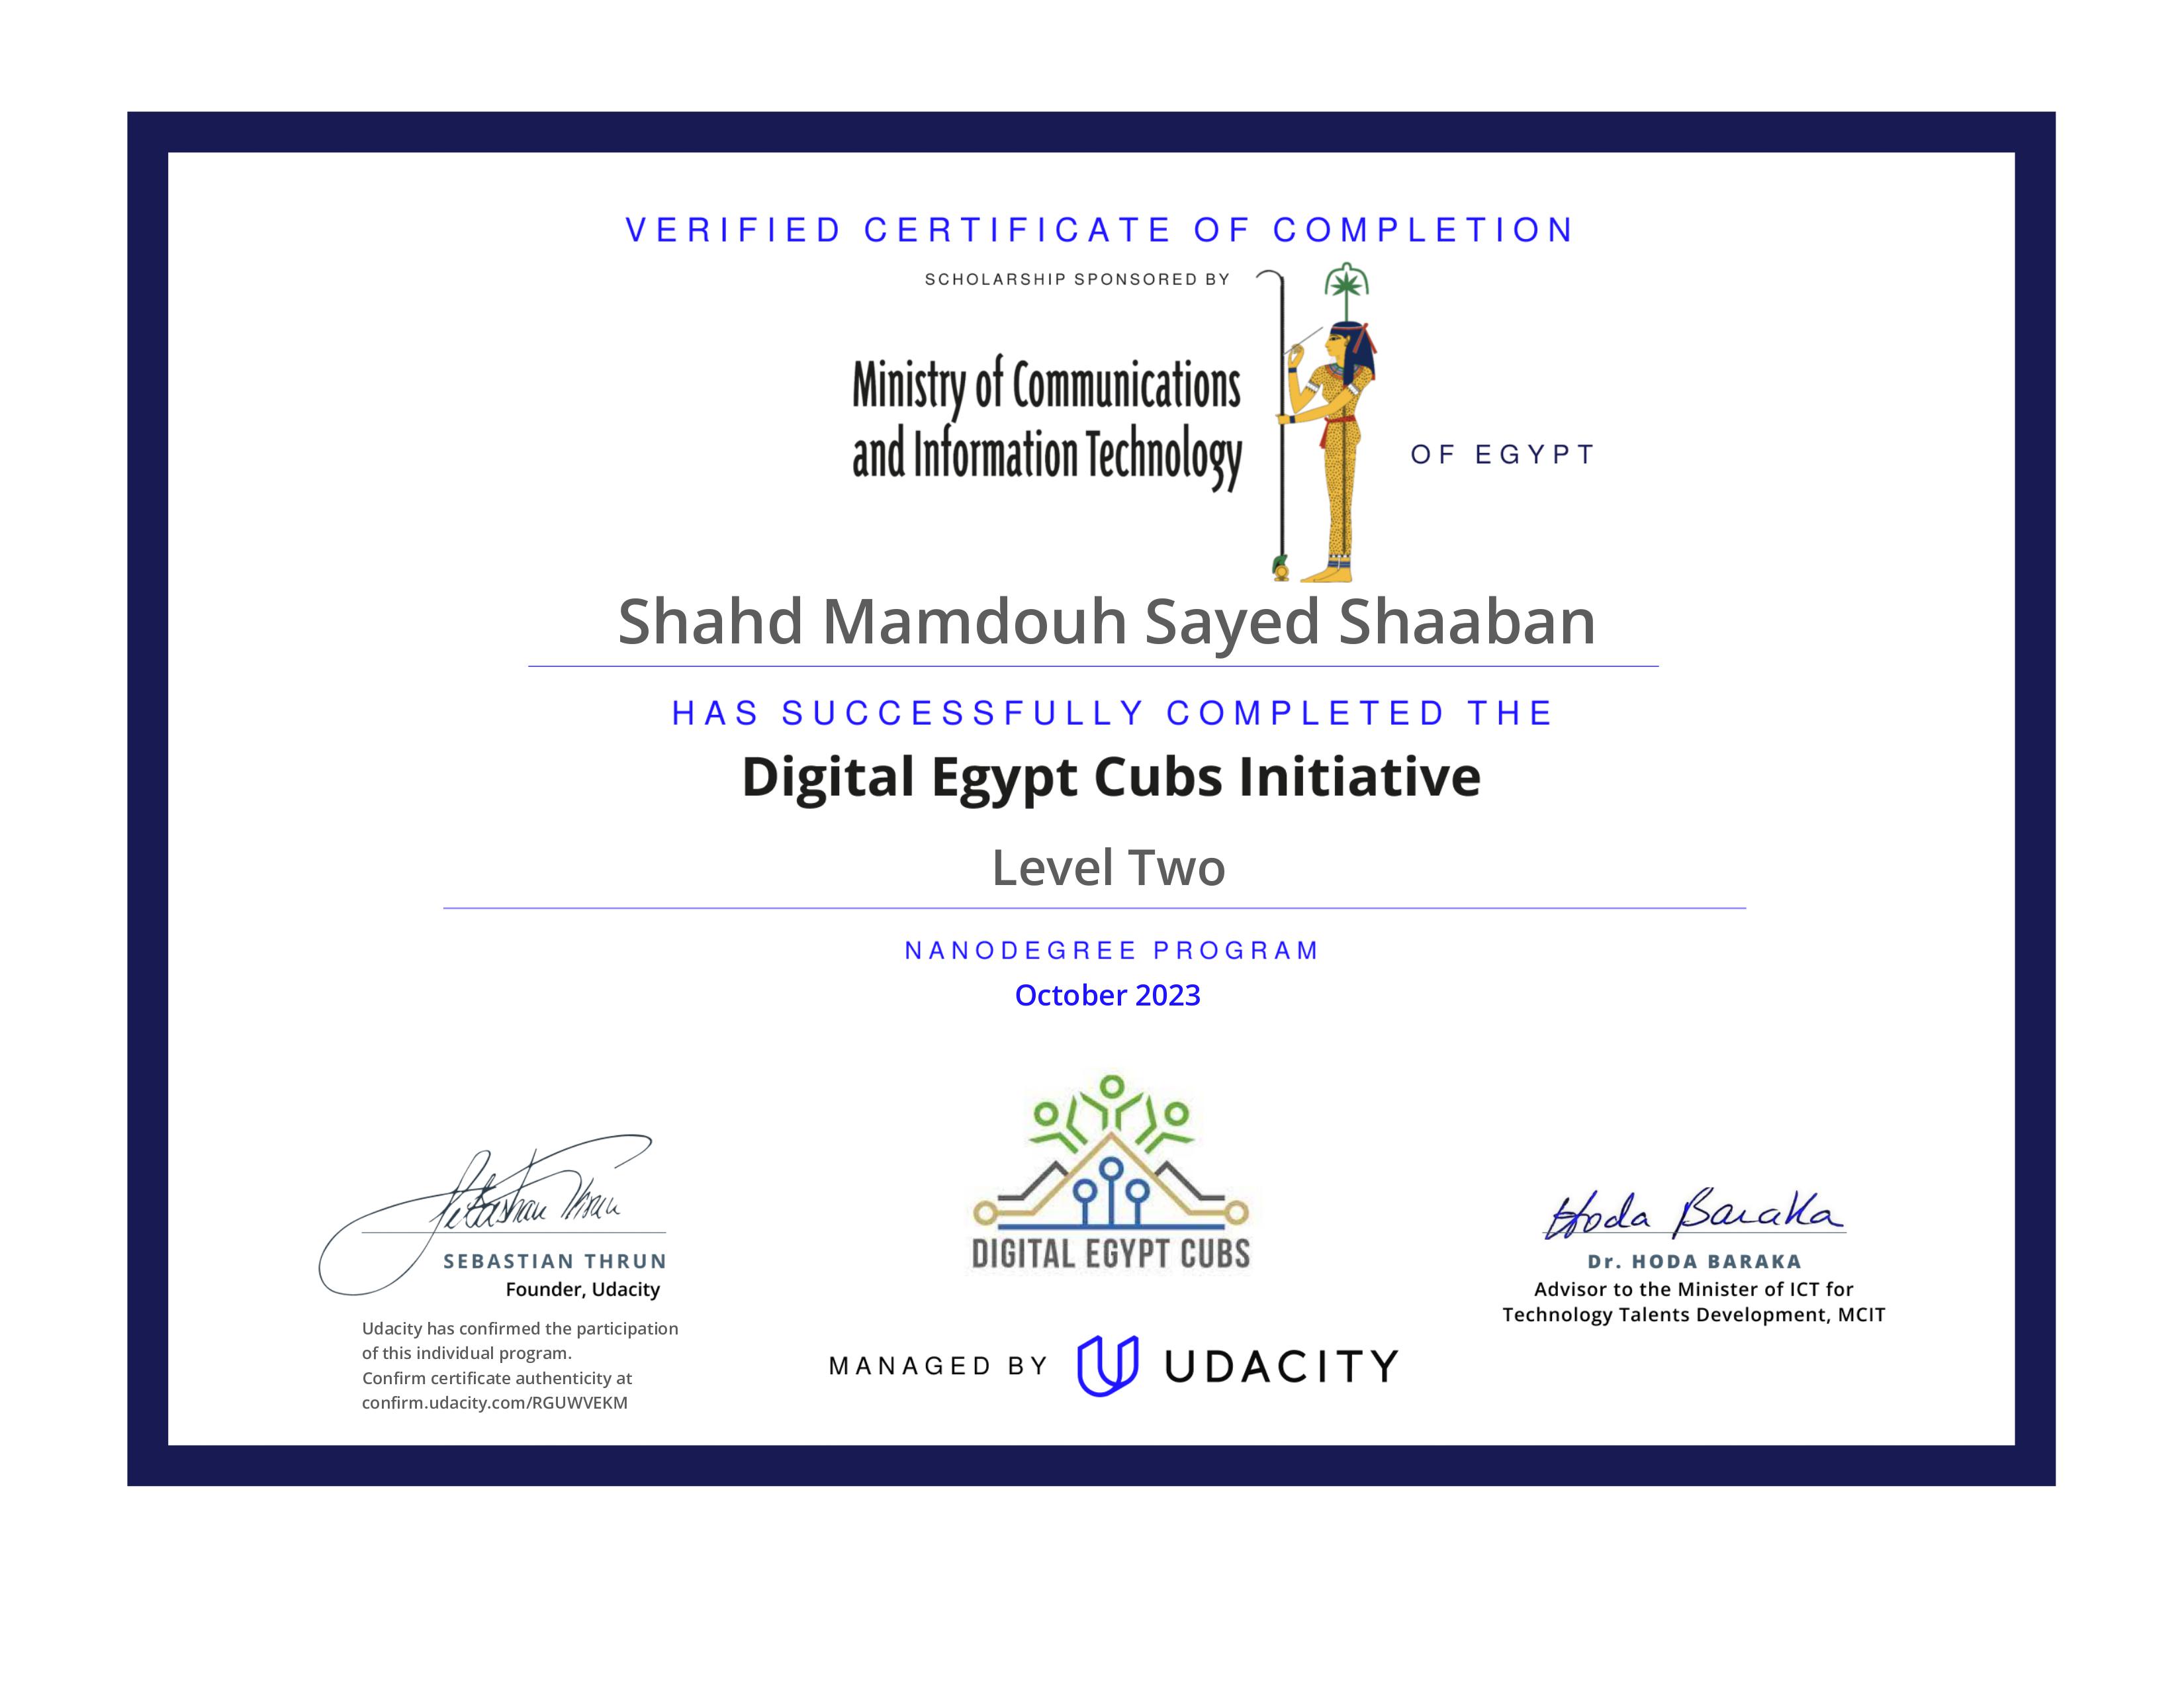 VERIFIED CERTIFICATE OF COMPLETION
SCHOLARSHIP SPONSORED BY
Ministry of Communications
and Information Technology
OF EGYPT
Shahd Mamdouh Sayed Shaaban
HAS SUCCESSFULLY COMPLETED THE
Digital Egypt Cubs Initiative
Level Two
NANODEGREE PROGRAM
October 2023
Sebastian Thrun
SEBASTIAN THRUN
Founder, Udacity
Udacity has confirmed the participation
of this individual program.
Confirm certificate authenticity at
confirm.udacity.com/RGUWVEKM
DIGITAL EGYPT CUBS
MANAGED BY UDACITY
Hoda Baraka
Dr. HODA BARAKA
Advisor to the Minister of ICT for
Technology Talents Development, MCIT